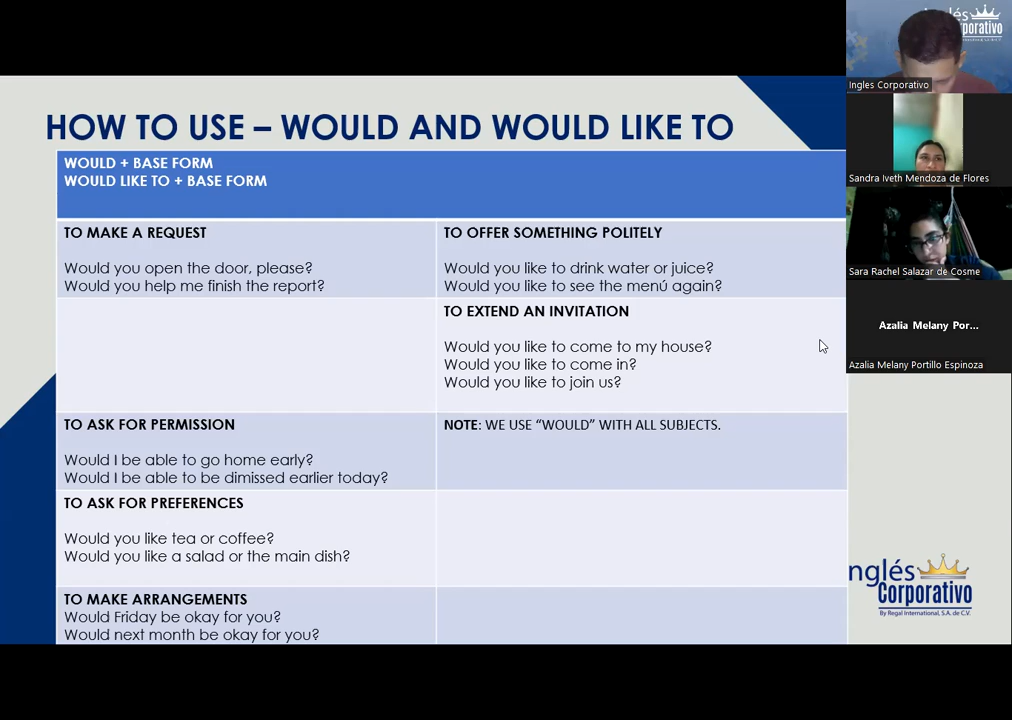 HOW TO USE – WOULD AND WOULD LIKE TO
WOULD + BASE FORM
WOULD LIKE TO + BASE FORM
TO MAKE A REQUEST
Would you open the door, please?
Would you help me finish the report?
TO OFFER SOMETHING POLITELY
Would you like to drink water or juice?
Would you like to see the menú again?
TO EXTEND AN INVITATION
Would you like to come to my house?
Would you like to come in?
Would you like to join us?
TO ASK FOR PERMISSION
Would I be able to go home early?
Would I be able to be dimissed earlier today?
NOTE: WE USE “WOULD” WITH ALL SUBJECTS.
TO ASK FOR PREFERENCES
Would you like tea or coffee?
Would you like a salad or the main dish?
TO MAKE ARRANGEMENTS
Would Friday be okay for you?
Would next month be okay for you?
nglés
Corporativo
By Regal International, S.A. de C.V.
lés
porativo
Ingles Corporativo
Sandra Iveth Mendoza de Flores
Sara Rachel Salazar de Cosme
Azalia Melany Por...
Azalia Melany Portillo Espinoza